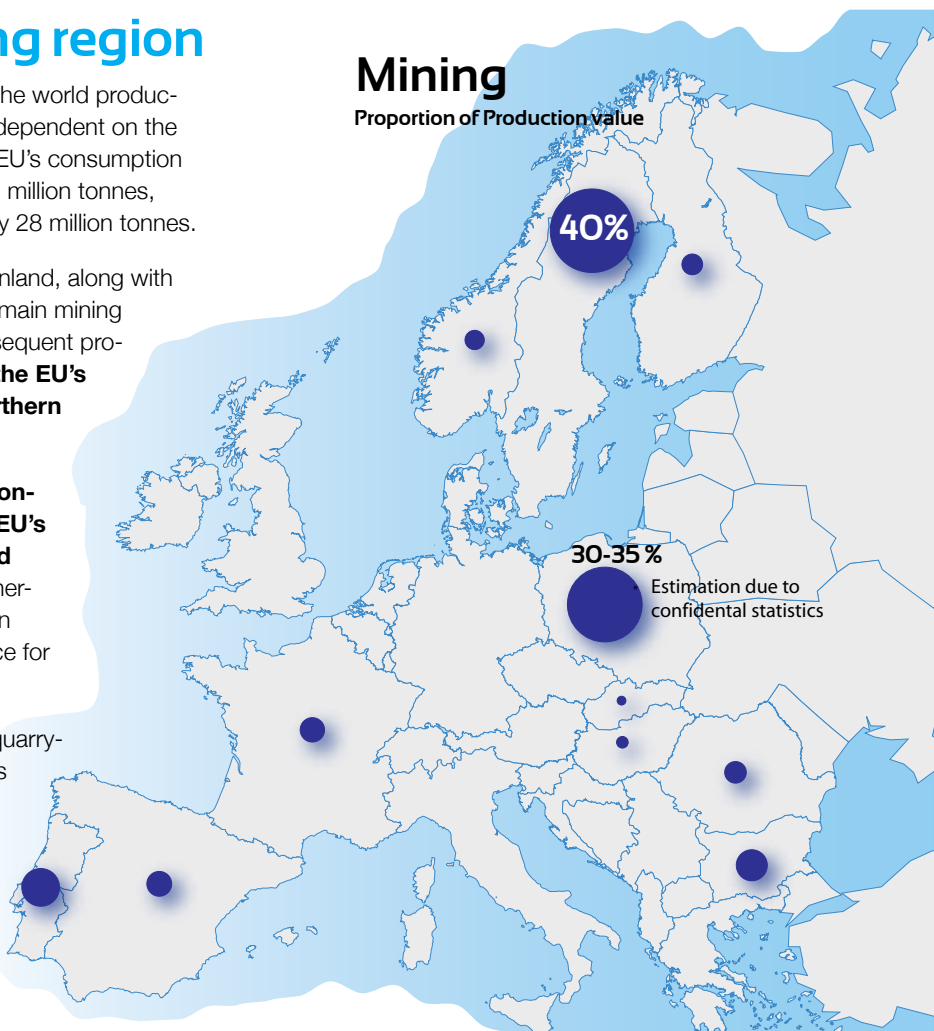 ng region
he world produc-
dependent on the
EU’s consumption
million tonnes,
y 28 million tonnes.
nland, along with
main mining
sequent pro-
the EU’s
rthern
on-
EU’s
d
ner-
n
ce for
quarry-
s
Mining
Proportion of Production value
40%
30-35 %
Estimation due to
confidental statistics